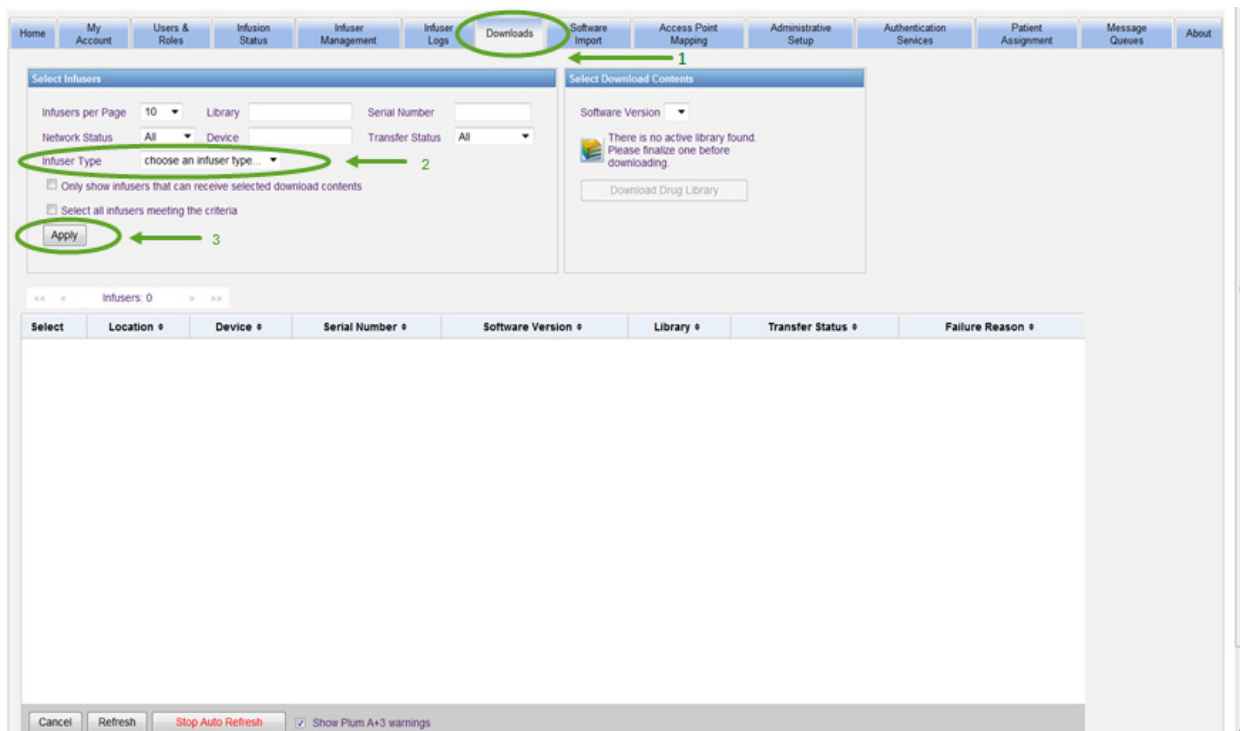 Home My Account Users & Roles Infusion Status Infuser Management Infuser Logs Downloads Software Import Access Point Mapping Administrative Setup Authentication Services Patient Assignment Message Queues About
1
Select Infusers Select Download Contents
Infusers per Page 10 Library Serial Number Software Version
Network Status All Device Transfer Status All There is no active library found.
Please finalize one before
downloading.
Infuser Type choose an infuser type... 2
Only show infusers that can receive selected download contents
Download Drug Library
Select all infusers meeting the criteria
Apply 3
<< < Infusers: 0 > >>
Select Location Device Serial Number Software Version Library Transfer Status Failure Reason
Cancel Refresh Stop Auto Refresh Show Plum A+3 warnings